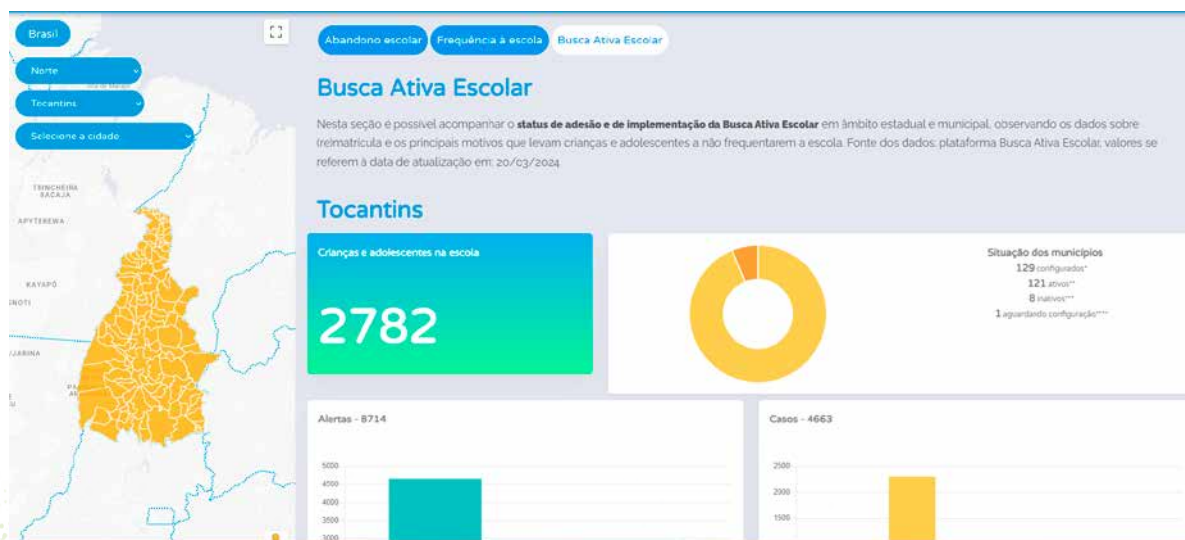 Brasil
Norte
Tocantins
Selecione a cidade
TRINCHEIRA
BACAJA
APYTEREWA
KAYAPÓ
Abandono escolar
Frequência à escola
Busca Ativa Escolar
Busca Ativa Escolar
Nesta seção é possível acompanhar o status de adesão e de implementação da Busca Ativa Escolar em âmbito estadual e municipal, observando os dados sobre
(re)matrícula e os principais motivos que levam crianças e adolescentes a não frequentarem a escola. Fonte dos dados: plataforma Busca Ativa Escolar, valores se
referem à data de atualização em: 20/03/2024
Tocantins
Crianças e adolescentes na escola
2782
Situação dos municípios
129 configurados*
121 ativos**
8 inativos***
1 aguardando configuração****
Alertas - 8714
5000
4500
4000
3500
3000
Casos - 4663
2500
2000
1500